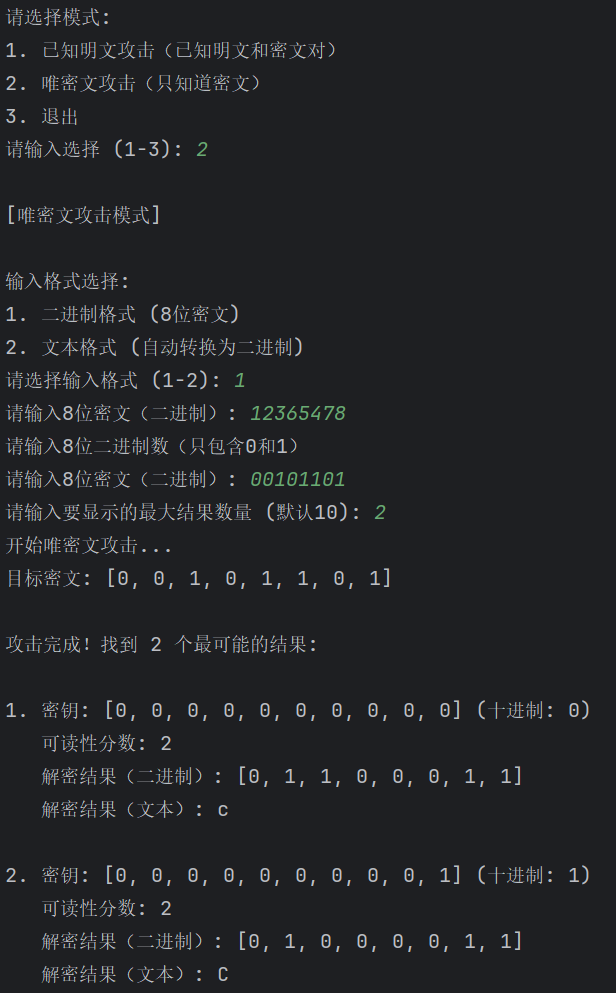 请选择模式:
1. 已知明文攻击（已知明文和密文对）
2. 唯密文攻击（只知道密文）
3. 退出
请输入选择 (1-3): 2
[唯密文攻击模式]
输入格式选择:
1. 二进制格式 (8位密文)
2. 文本格式 (自动转换为二进制)
请选择输入格式 (1-2): 1
请输入8位密文（二进制）: 12365478
请输入8位二进制数（只包含0和1）
请输入8位密文（二进制）: 00101101
请输入要显示的最大结果数量 (默认10): 2
开始唯密文攻击...
目标密文: [0, 0, 1, 0, 1, 1, 0, 1]
攻击完成！找到 2 个最可能的结果:
1. 密钥: [0, 0, 0, 0, 0, 0, 0, 0, 0, 0] (十进制: 0)
可读性分数: 2
解密结果（二进制）: [0, 1, 1, 0, 0, 0, 1, 1]
解密结果（文本）: c
2. 密钥: [0, 0, 0, 0, 0, 0, 0, 0, 0, 1] (十进制: 1)
可读性分数: 2
解密结果（二进制）: [0, 1, 0, 0, 0, 0, 1, 1]
解密结果（文本）: C